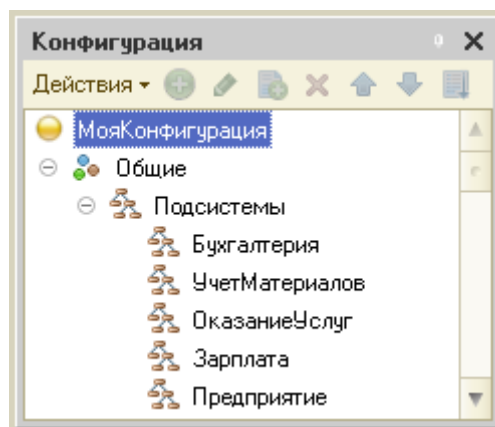 Конфигурация
Действия
МояКонфигурация
Общие
Подсистемы
Бухгалтерия
УчетМатериалов
ОказаниеУслуг
Зарплата
Предприятие